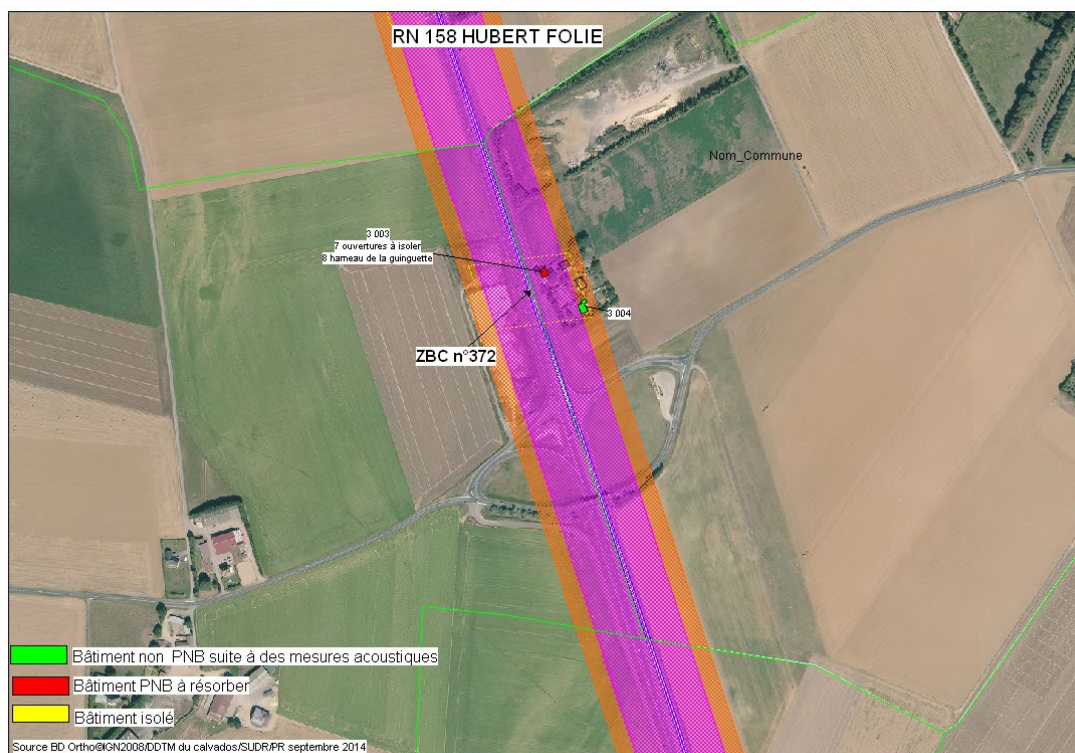 RN 158 HUBERT FOLIE
Nom_Commune
3 003
7 ouvertures à isoler
8 hameau de la guinguette
3 004
ZBC n°372
Bâtiment non PNB suite à des mesures acoustiques
Bâtiment PNB à résorber
Bâtiment isolé
Source BD Ortho©IGN2008/DDTM du calvados/SUDR/PR septembre 2014